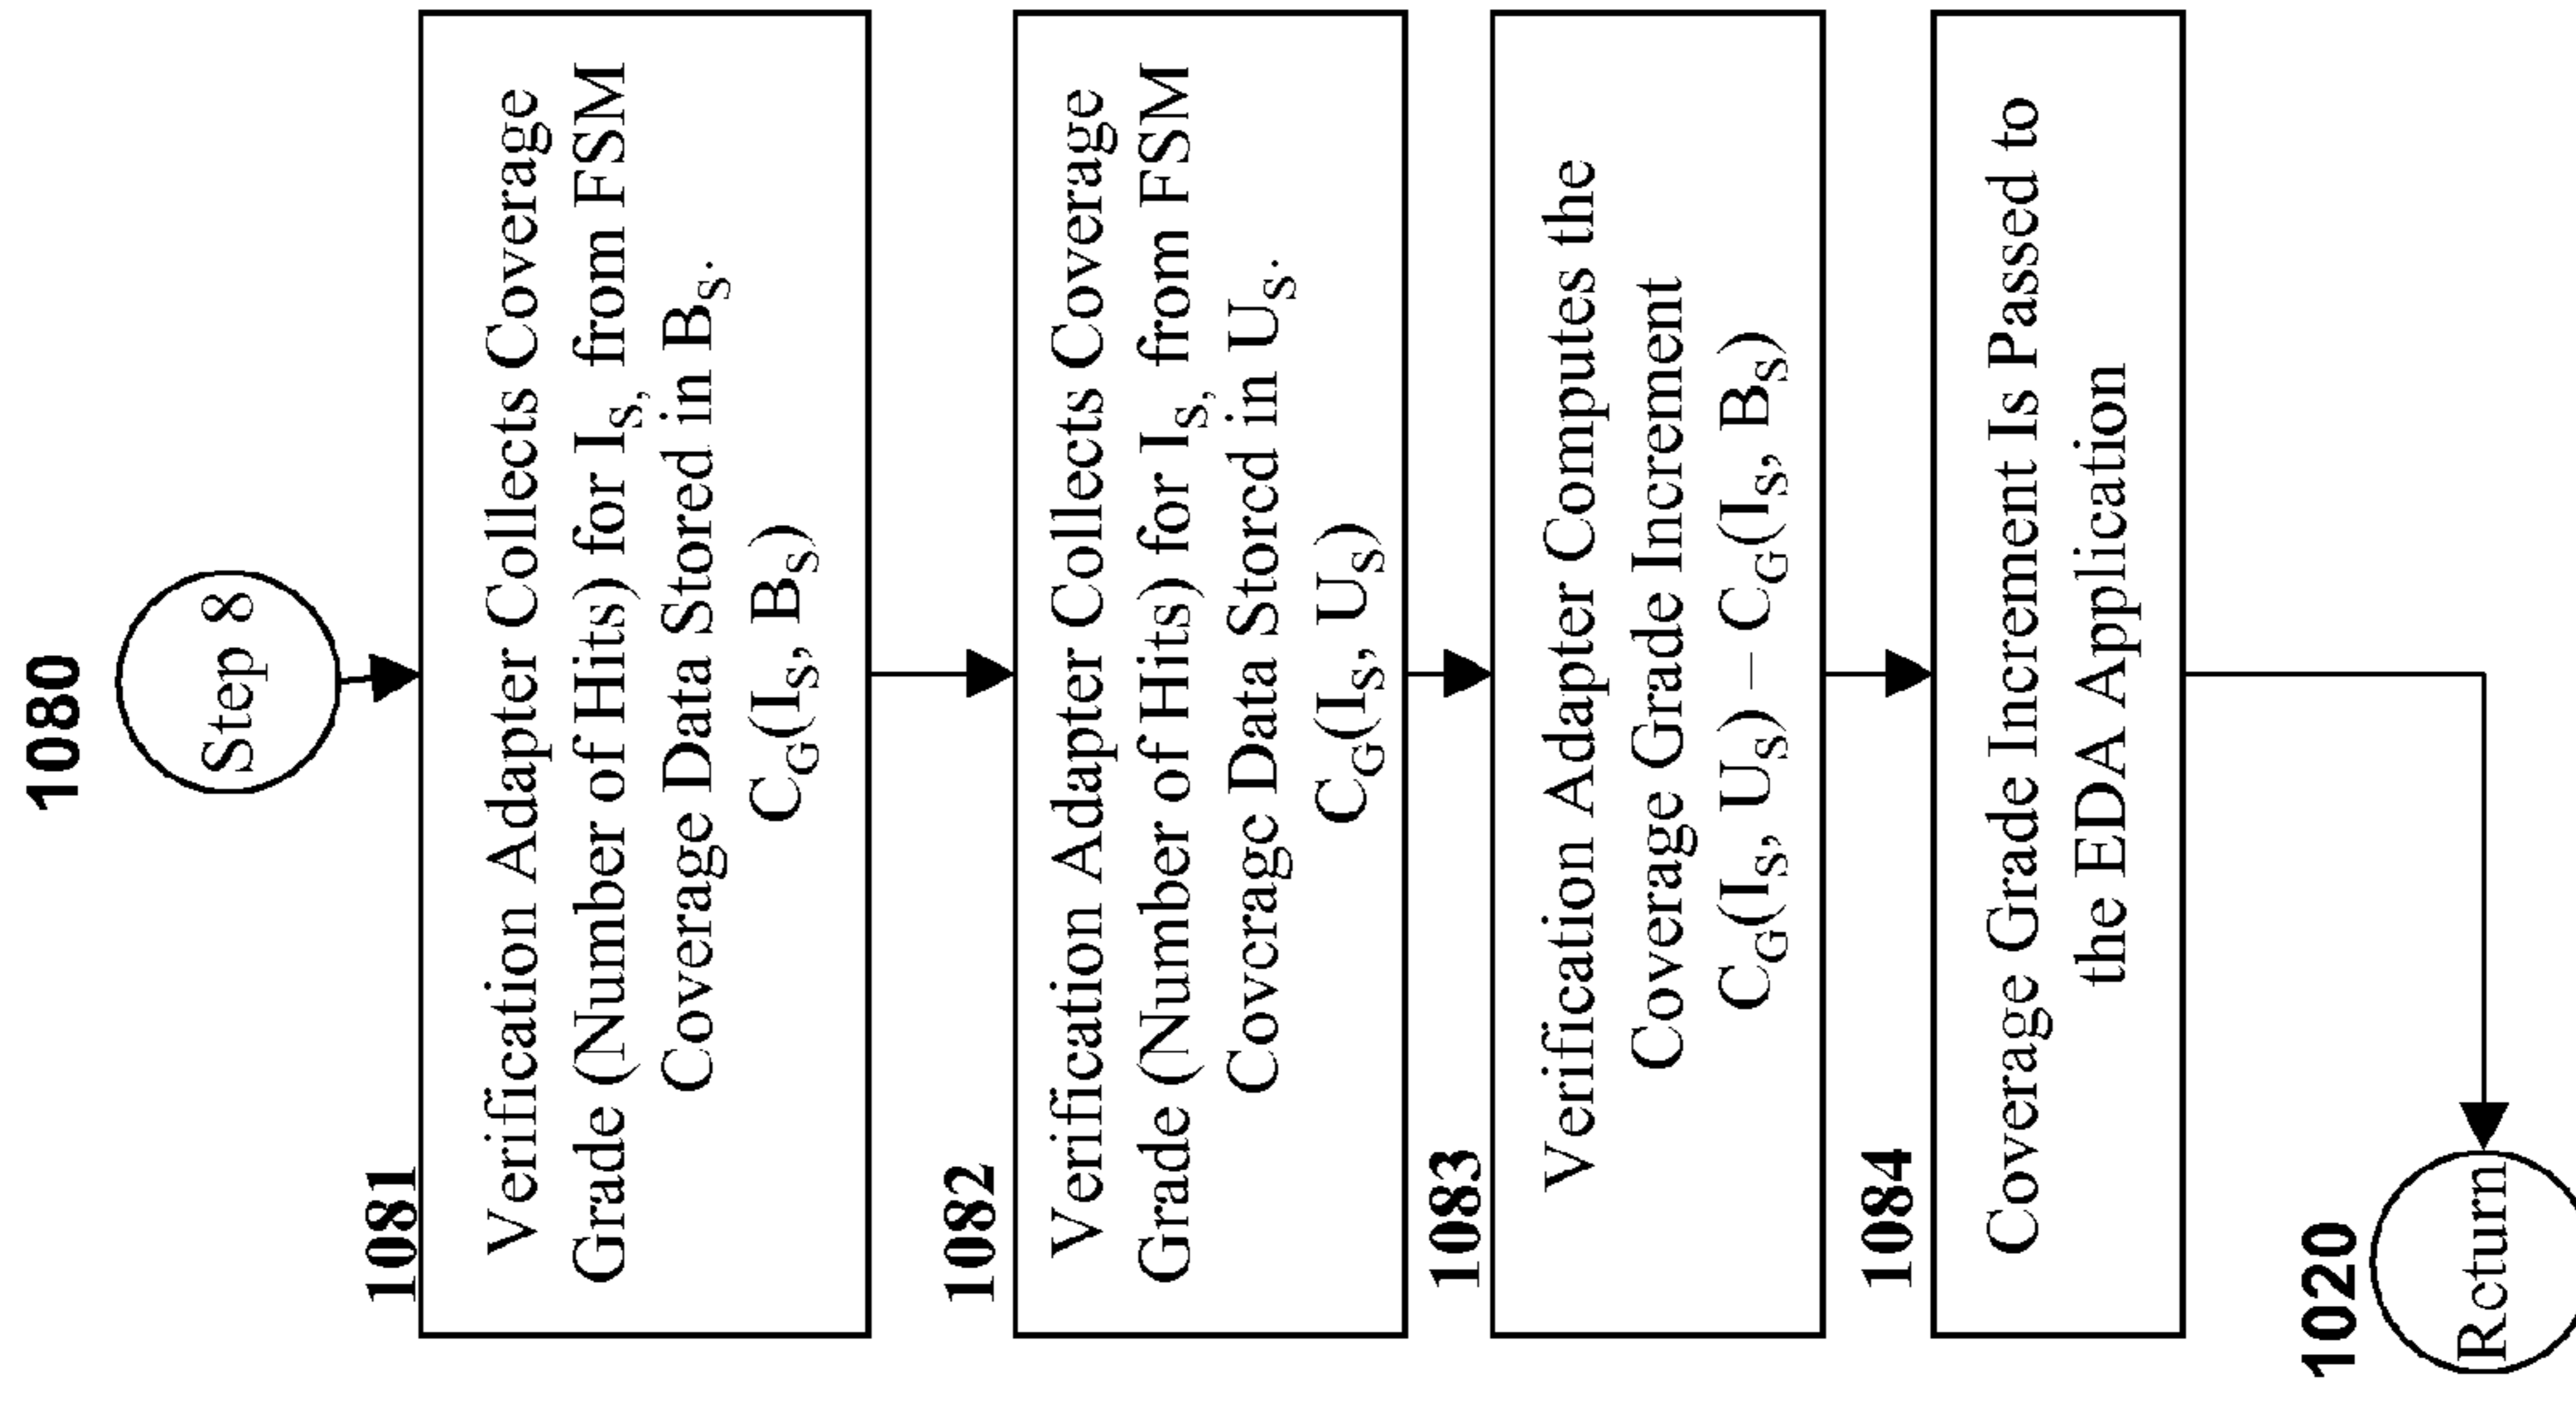 1080
Step 8
1081
Verification Adapter Collects Coverage
Grade (Number of Hits) for I_S, from FSM
Coverage Data Stored in B_S.
C_G(I_S, B_S)
1082
Verification Adapter Collects Coverage
Grade (Number of Hits) for I_S, from FSM
Coverage Data Stored in U_S.
C_G(I_S, U_S)
1083
Verification Adapter Computes the
Coverage Grade Increment
C_G(I_S, U_S) – C_G(I_S, B_S)
1084
Coverage Grade Increment Is Passed to
the EDA Application
1020
Return